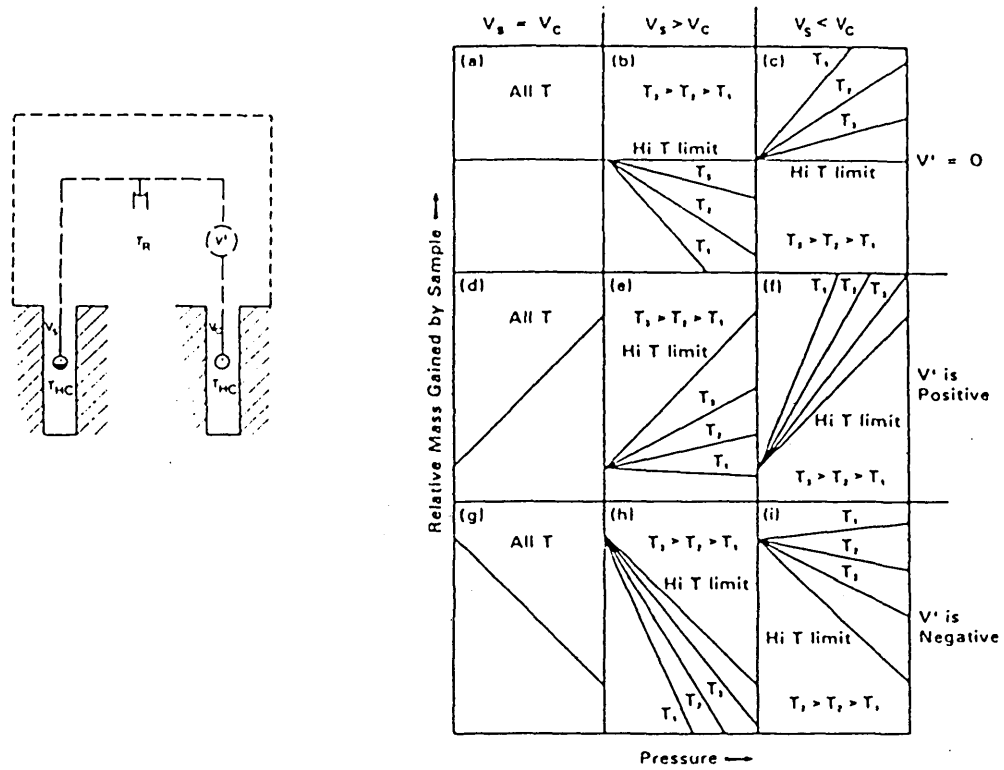 V_s = V_c
V_s > V_c
V_s < V_c
(a)
All T
(b)
T_3 > T_2 > T_1
Hi T limit
T_3
T_2
T_1
(c)
T_1
T_2
T_3
Hi T limit
T_3 > T_2 > T_1
V' = 0
(d)
All T
(e)
T_3 > T_2 > T_1
Hi T limit
T_3
T_2
T_1
(f)
T_1
T_2
T_3
Hi T limit
T_3 > T_2 > T_1
V' is
Positive
(g)
All T
(h)
T_3 > T_2 > T_1
Hi T limit
T_1
T_2
T_3
(i)
T_1
T_2
T_3
Hi T limit
T_3 > T_2 > T_1
V' is
Negative
Relative Mass Gained by Sample →
Pressure →
T_R
V'
V_s
T_HC
T_HC